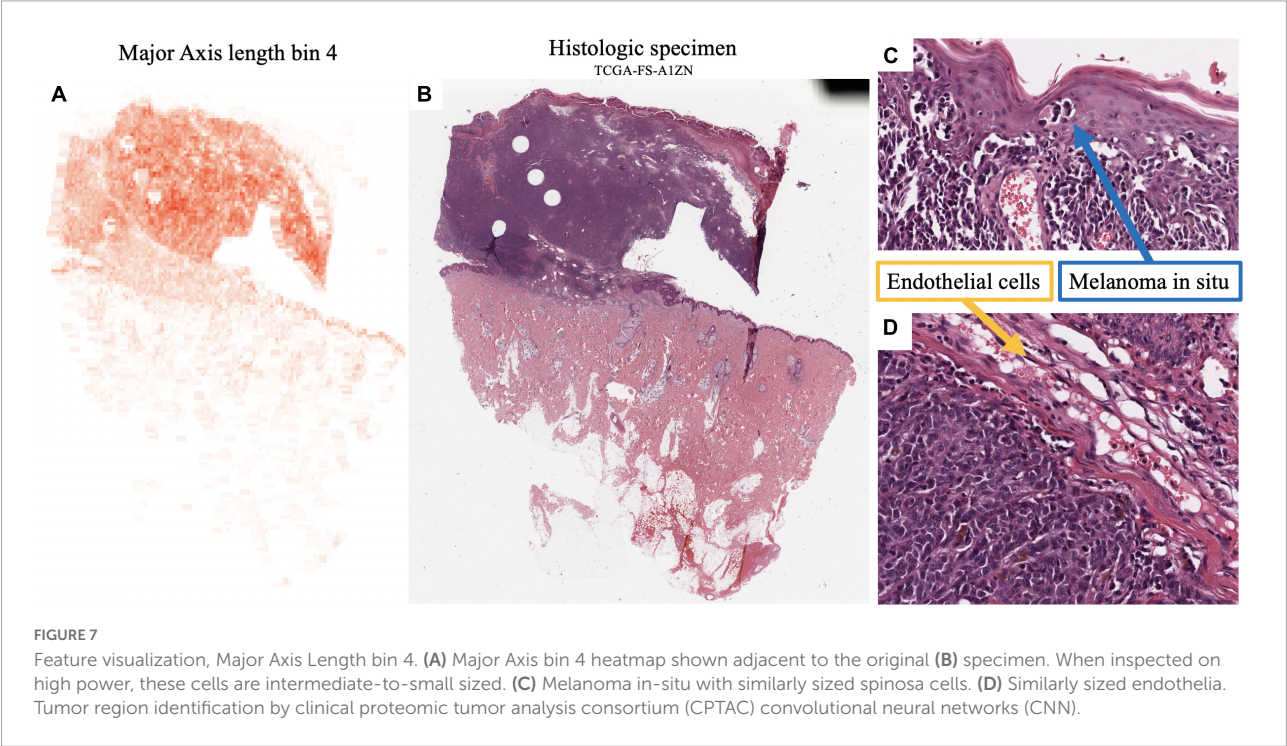 Major Axis length bin 4
Histologic specimen
TCGA-FS-A1ZN
A
B
C
Endothelial cells
Melanoma in situ
D
FIGURE 7
Feature visualization, Major Axis Length bin 4. (A) Major Axis bin 4 heatmap shown adjacent to the original (B) specimen. When inspected on
high power, these cells are intermediate-to-small sized. (C) Melanoma in-situ with similarly sized spinosa cells. (D) Similarly sized endothelia.
Tumor region identification by clinical proteomic tumor analysis consortium (CPTAC) convolutional neural networks (CNN).